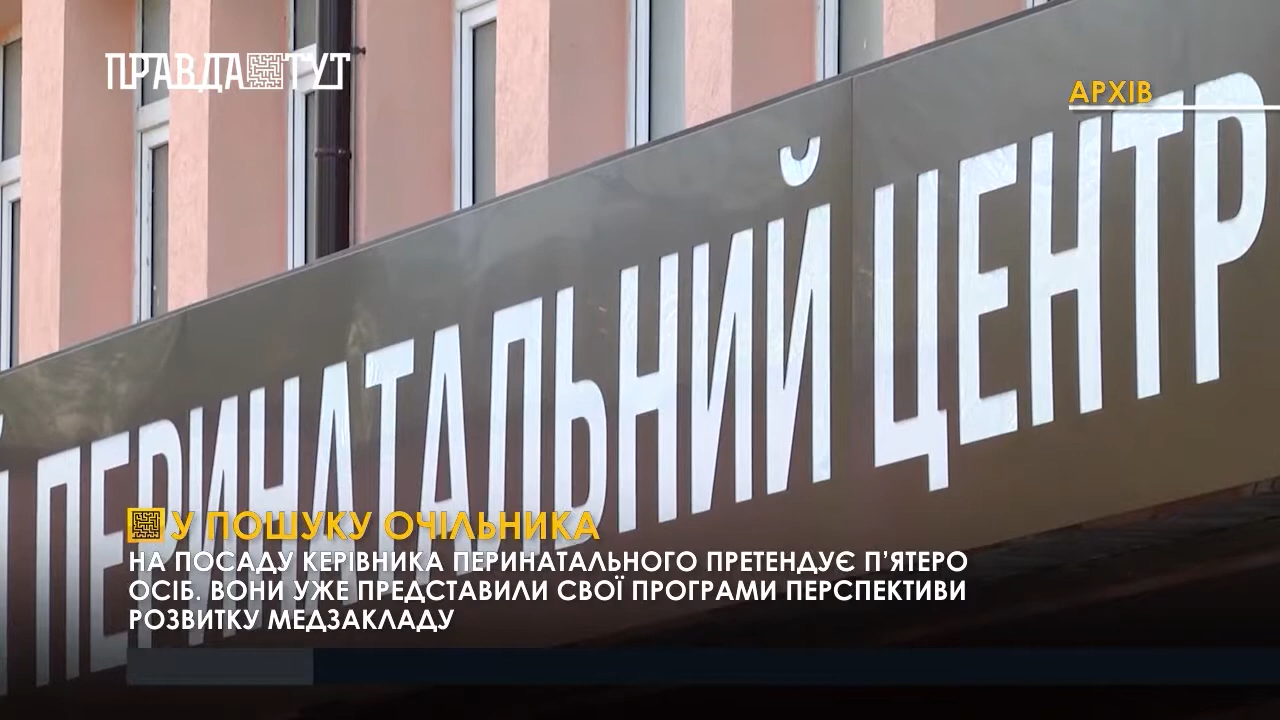 ПРАВДА ТУТ
АРХІВ
Й ПЕРИНАТАЛЬНИЙ ЦЕНТР
У ПОШУКУ ОЧІЛЬНИКА
НА ПОСАДУ КЕРІВНИКА ПЕРИНАТАЛЬНОГО ПРЕТЕНДУЄ П’ЯТЕРО
ОСІБ. ВОНИ УЖЕ ПРЕДСТАВИЛИ СВОЇ ПРОГРАМИ ПЕРСПЕКТИВИ
РОЗВИТКУ МЕДЗАКЛАДУ